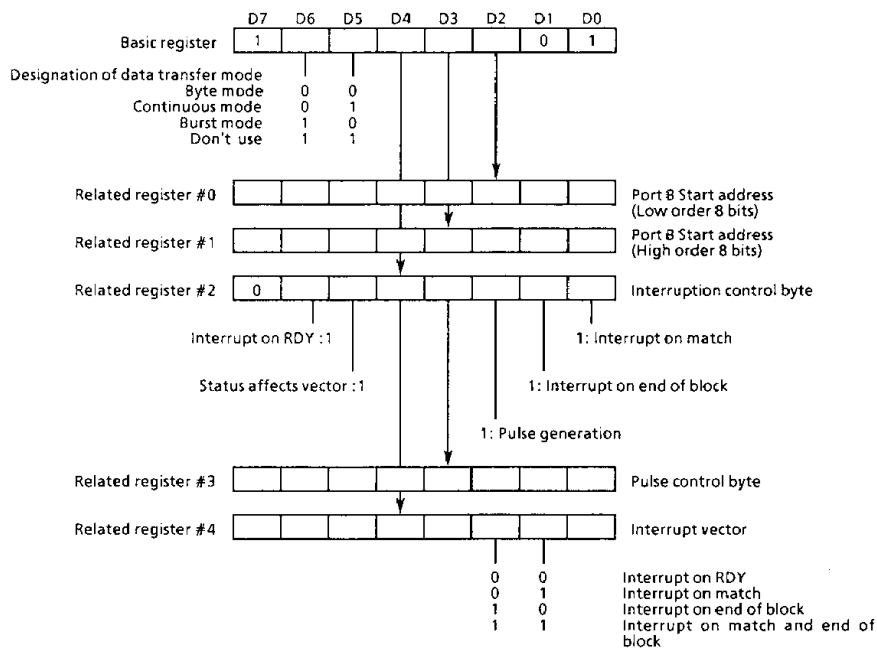 D7 D6 D5 D4 D3 D2 D1 D0
Basic register 1 0 1
Designation of data transfer mode
Byte mode 0 0
Continuous mode 0 1
Burst mode 1 0
Don't use 1 1
Related register #0 Port B Start address
(Low order 8 bits)
Related register #1 Port B Start address
(High order 8 bits)
Related register #2 0 Interruption control byte
Interrupt on RDY : 1 1: Interrupt on match
Status affects vector : 1 1: Interrupt on end of block
1: Pulse generation
Related register #3 Pulse control byte
Related register #4 Interrupt vector
0 0 Interrupt on RDY
0 1 Interrupt on match
1 0 Interrupt on end of block
1 1 Interrupt on match and end of
block